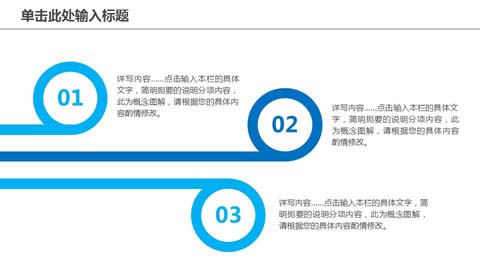 单击此处输入标题
01
详写内容......点击输入本栏的具体
文字，简明扼要的说明分项内容，
此为概念图解，请根据您的具体内
容酌情修改。
02
详写内容......点击输入本栏的具体文
字，简明扼要的说明分项内容，此
为概念图解，请根据您的具体内容
酌情修改。
03
详写内容......点击输入本栏的具体文字，简
明扼要的说明分项内容，此为概念图解，
请根据您的具体内容酌情修改。